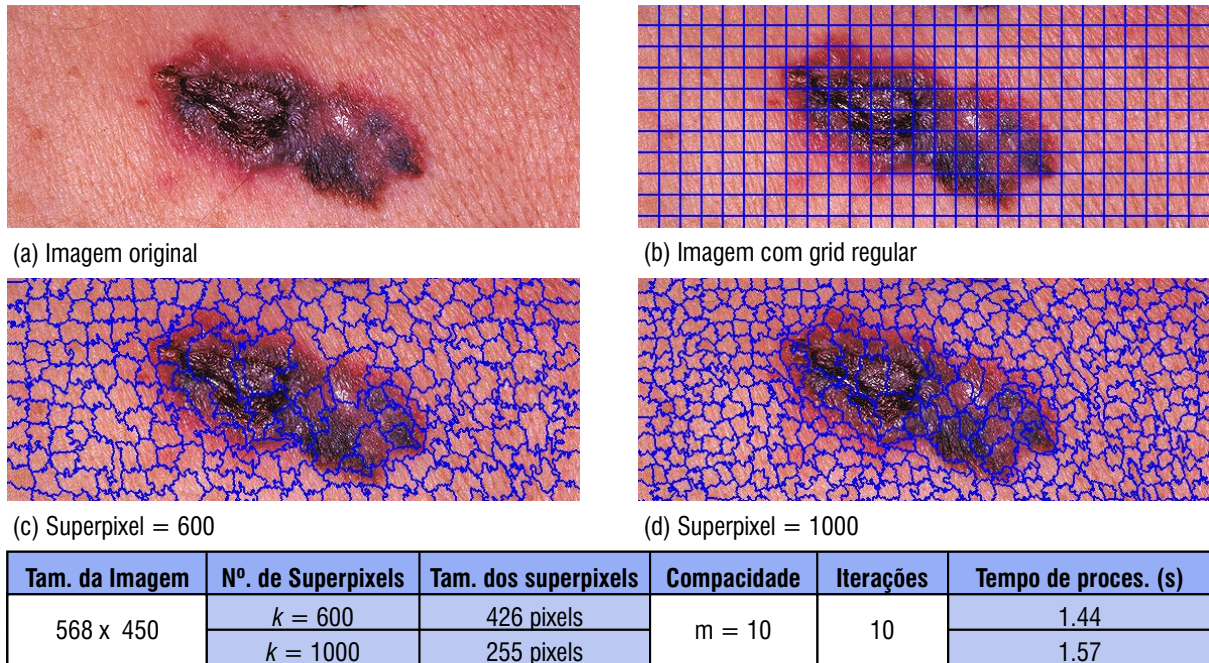 (a) Imagem original
(b) Imagem com grid regular
(c) Superpixel = 600
(d) Superpixel = 1000
Tam. da Imagem Nº. de Superpixels Tam. dos superpixels Compacidade Iterações Tempo de proces. (s)
568 x 450 k = 600 426 pixels m = 10 10 1.44
k = 1000 255 pixels 1.57